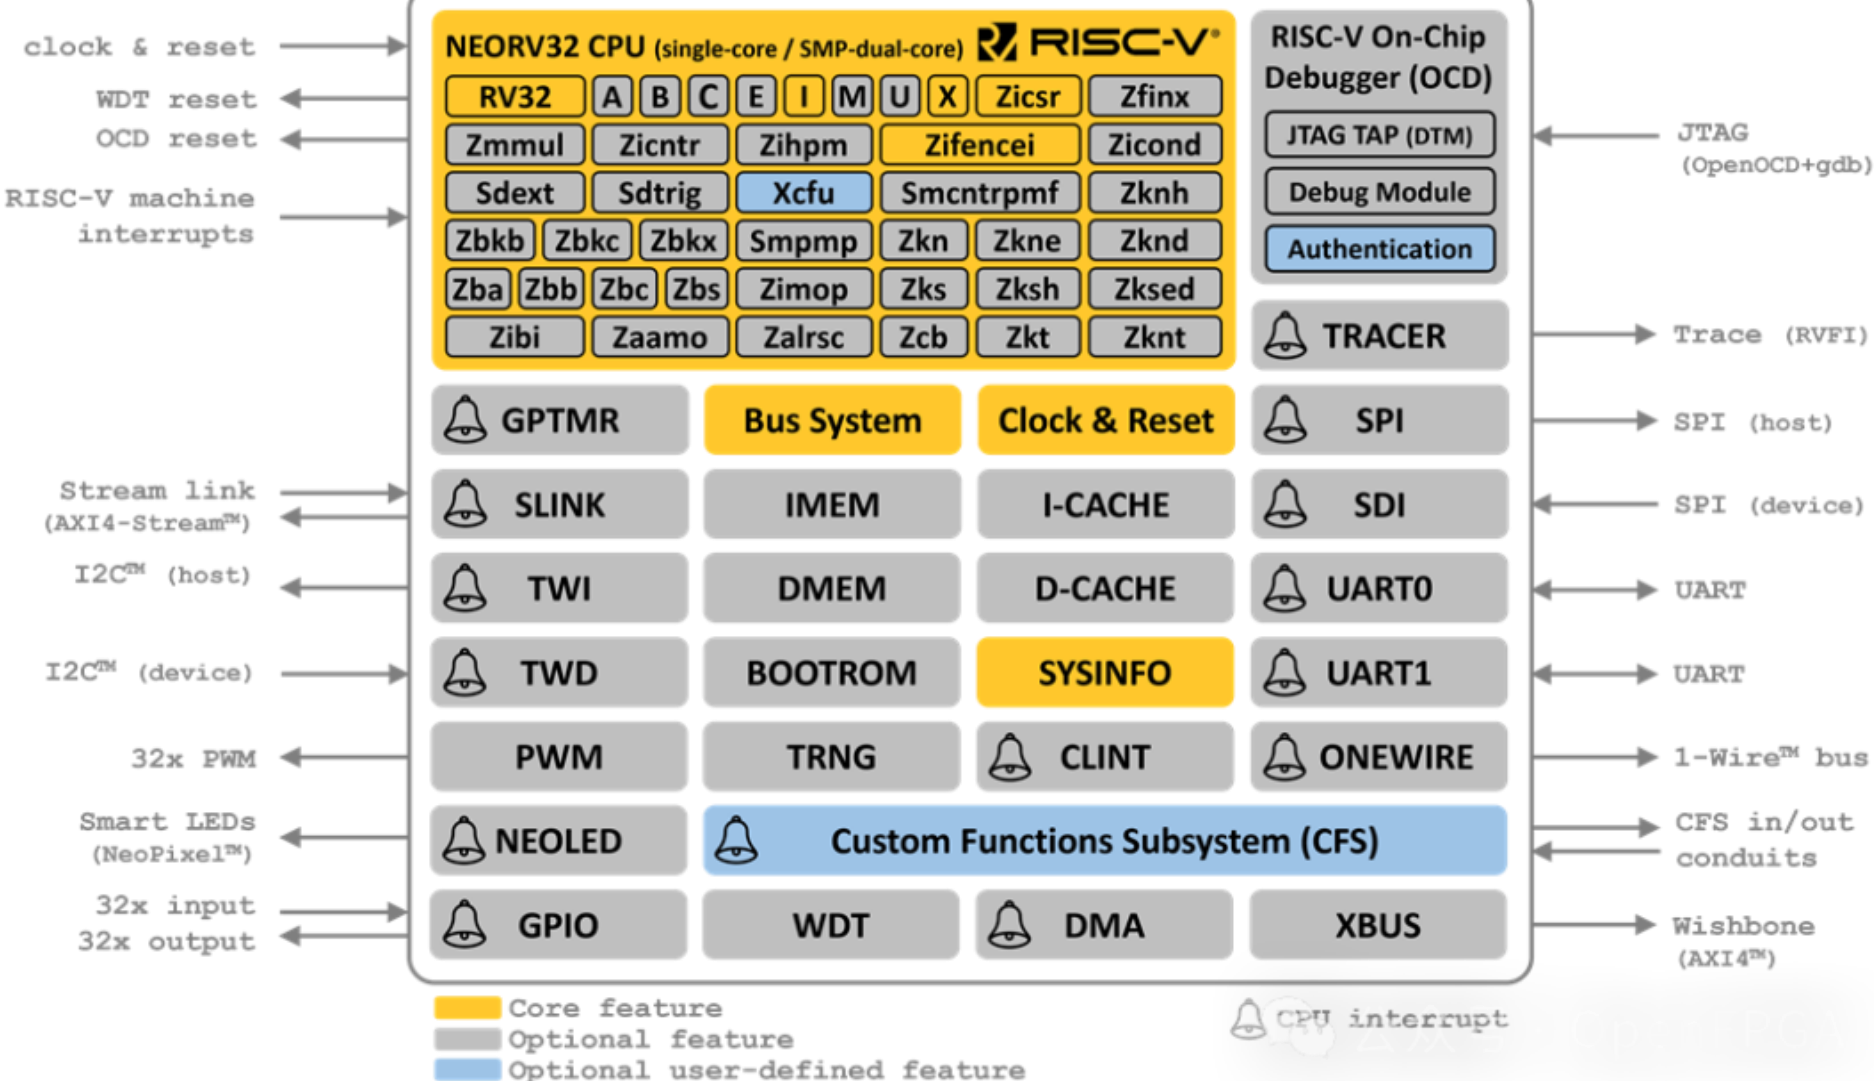 clock & reset
WDT reset
OCD reset
RISC-V machine
interrupts
Stream link
(AXI4-Stream™)
I2C™ (host)
I2C™ (device)
32x PWM
Smart LEDs
(NeoPixel™)
32x input
32x output
NEORV32 CPU (single-core / SMP-dual-core) RISC-V®
RV32 A B C E I M U X Zicsr Zfinx
Zmmul Zicntr Zihpm Zifencei Zicond
Sdext Sdtrig Xcfu Smcntrpmf Zknh
Zbkb Zbkc Zbkx Smpmp Zkn Zkne Zknd
Zba Zbb Zbc Zbs Zimop Zks Zksh Zksed
Zibi Zaamo Zalrsc Zcb Zkt Zknt
RISC-V On-Chip
Debugger (OCD)
JTAG TAP (DTM)
Debug Module
Authentication
TRACER
GPTMR Bus System Clock & Reset SPI
SLINK IMEM I-CACHE SDI
TWI DMEM D-CACHE UART0
TWD BOOTROM SYSINFO UART1
PWM TRNG CLINT ONEWIRE
NEOLED Custom Functions Subsystem (CFS)
GPIO WDT DMA XBUS
JTAG
(OpenOCD+gdb)
Trace (RVFI)
SPI (host)
SPI (device)
UART
UART
1-Wire™ bus
CFS in/out
conduits
Wishbone
(AXI4™)
Core feature
Optional feature
Optional user-defined feature
CPU interrupt